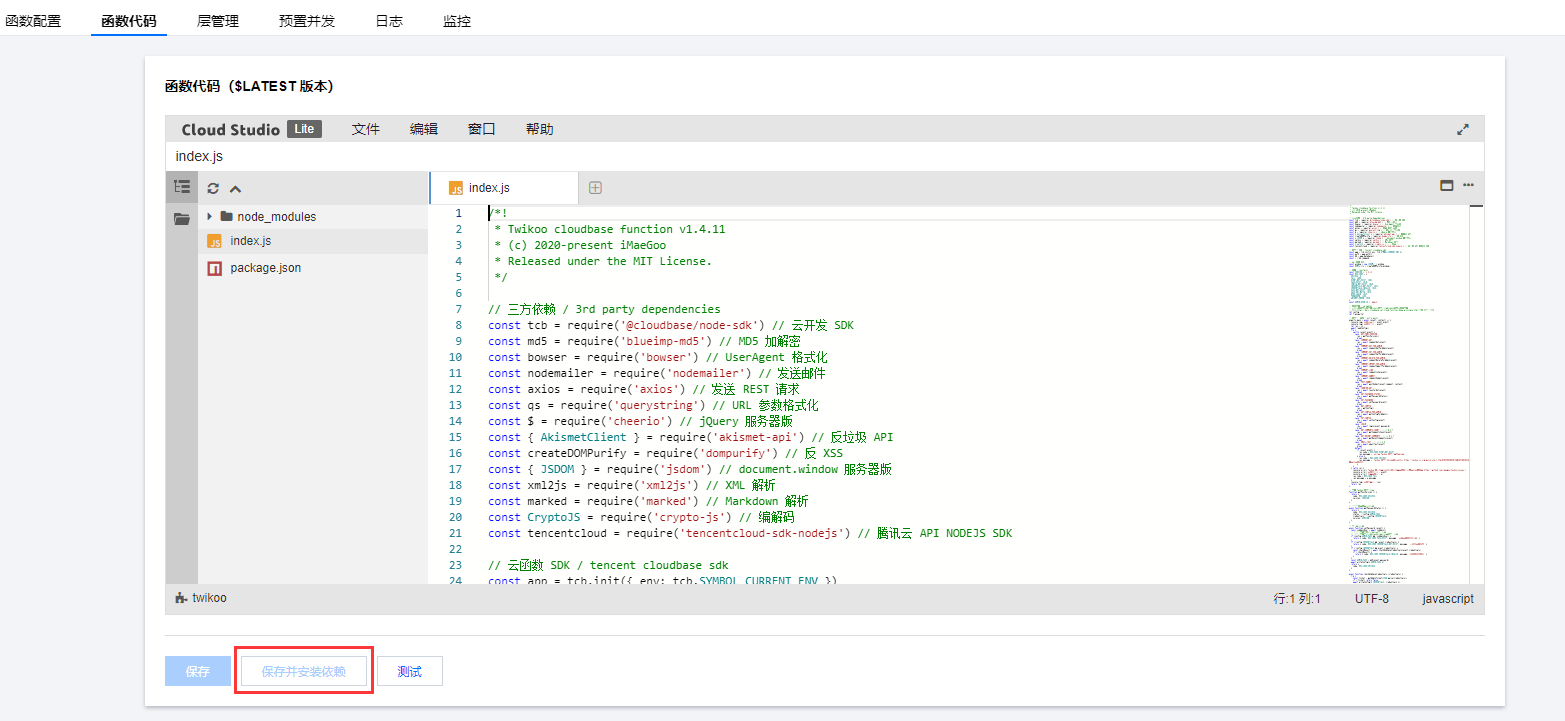 函数配置 函数代码 层管理 预置并发 日志 监控
函数代码（$LATEST 版本）
Cloud Studio Lite 文件 编辑 窗口 帮助
index.js
index.js
node_modules
index.js
package.json
1 /*!
2 * Twikoo cloudbase function v1.4.11
3 * (c) 2020-present iMaeGoo
4 * Released under the MIT License.
5 */
6
7 // 三方依赖 / 3rd party dependencies
8 const tcb = require('@cloudbase/node-sdk') // 云开发 SDK
9 const md5 = require('blueimp-md5') // MD5 加解密
10 const bowser = require('bowser') // UserAgent 格式化
11 const nodemailer = require('nodemailer') // 发送邮件
12 const axios = require('axios') // 发送 REST 请求
13 const qs = require('querystring') // URL 参数格式化
14 const $ = require('cheerio') // jQuery 服务器版
15 const { AkismetClient } = require('akismet-api') // 反垃圾 API
16 const createDOMPurify = require('dompurify') // 反 XSS
17 const { JSDOM } = require('jsdom') // document.window 服务器版
18 const xml2js = require('xml2js') // XML 解析
19 const marked = require('marked') // Markdown 解析
20 const CryptoJS = require('crypto-js') // 编解码
21 const tencentcloud = require('tencentcloud-sdk-nodejs') // 腾讯云 API NODEJS SDK
22
23 // 云函数 SDK / tencent cloudbase sdk
24 const app = tcb.init({ env: tcb.SYMBOL_CURRENT_ENV })
twikoo 行:1 列:1 UTF-8 javascript
保存 保存并安装依赖 测试